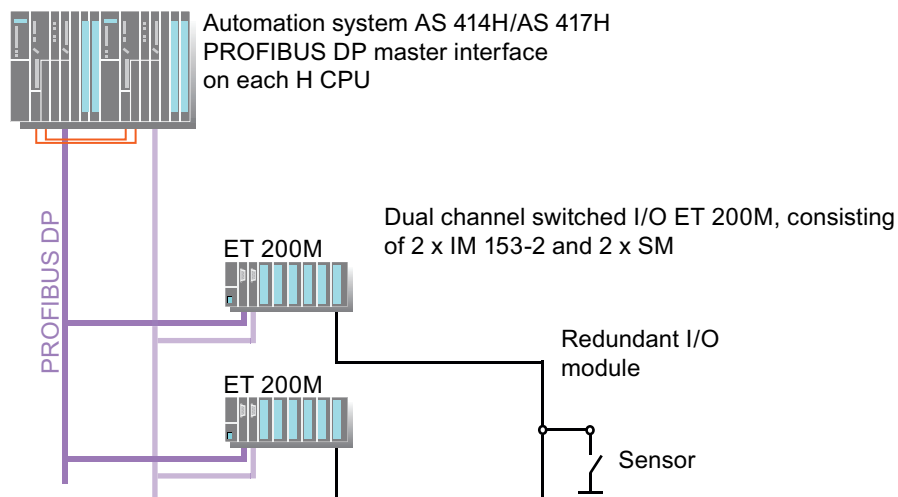 Automation system AS 414H/AS 417H
PROFIBUS DP master interface
on each H CPU
PROFIBUS DP
Dual channel switched I/O ET 200M, consisting
of 2 x IM 153-2 and 2 x SM
ET 200M
Redundant I/O
module
ET 200M
Sensor